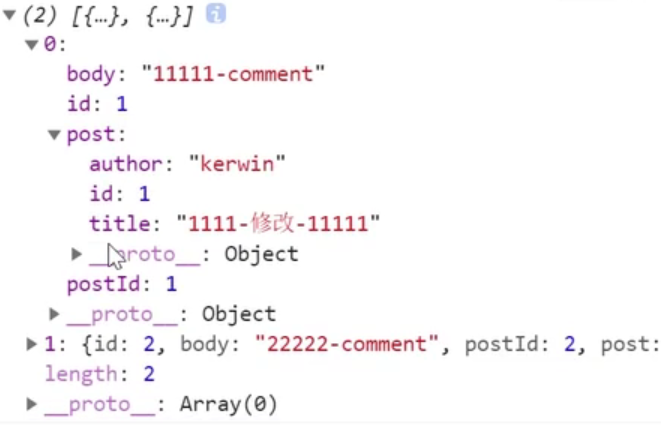 ▼(2) [{…}, {…}] i
▼0:
body: "11111-comment"
id: 1
▼post:
author: "kerwin"
id: 1
title: "1111-修改-11111"
▶__proto__: Object
postId: 1
▶__proto__: Object
▶1: {id: 2, body: "22222-comment", postId: 2, post:
length: 2
▶__proto__: Array(0)